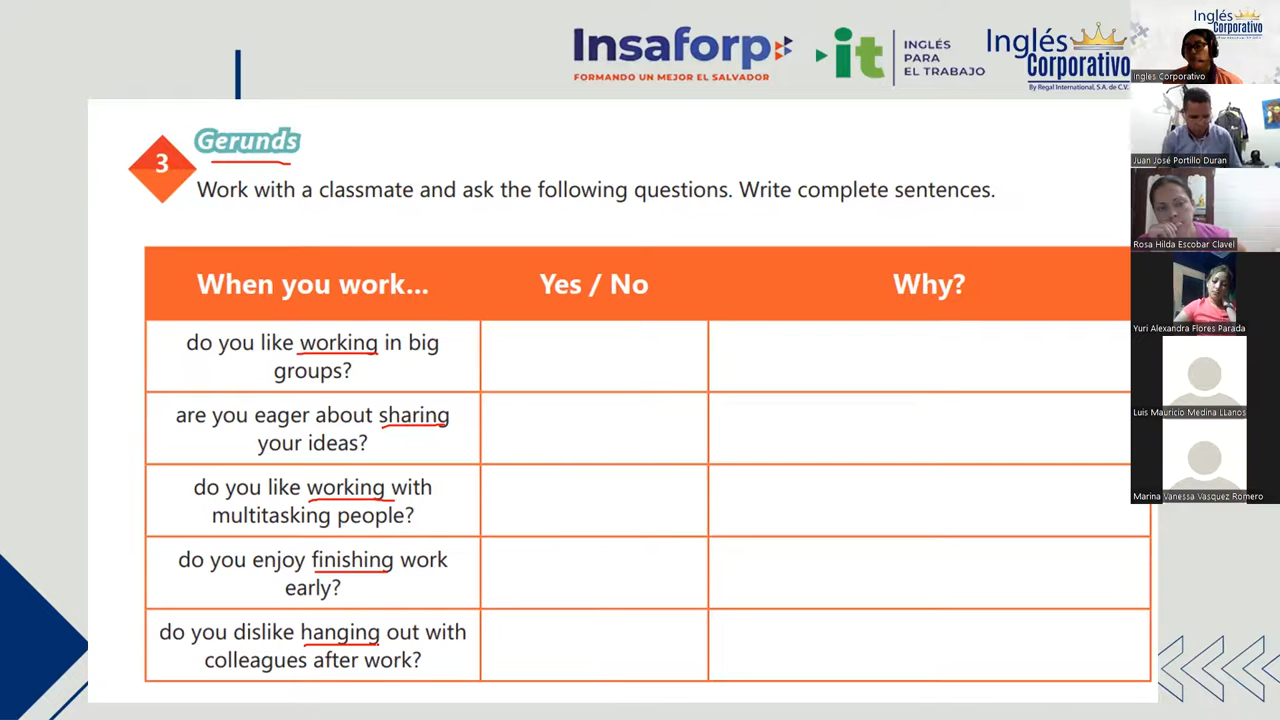 Insaforp
FORMANDO UN MEJOR EL SALVADOR
it
INGLÉS
PARA
EL TRABAJO
Inglés
Corporativo
By Regal International, S.A. de C.V.
Inglés
Corporativo
Ingles Corporativo
Juan José Portillo Duran
Rosa Hilda Escobar Clavel
Yuri Alexandra Flores Parada
Luis Mauricio Medina LLanos
Marina Vanessa Vasquez Romero
3
Gerunds
Work with a classmate and ask the following questions. Write complete sentences.
When you work...
Yes / No
Why?
do you like working in big
groups?
are you eager about sharing
your ideas?
do you like working with
multitasking people?
do you enjoy finishing work
early?
do you dislike hanging out with
colleagues after work?